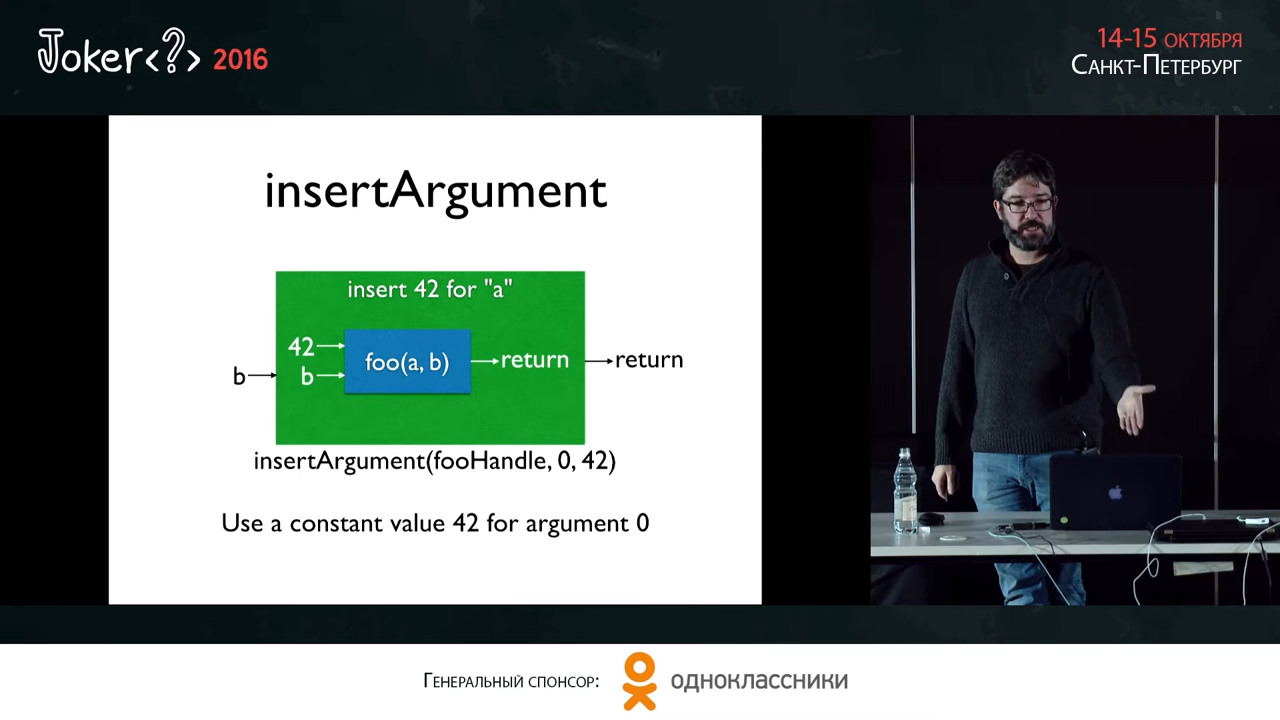 Joker<?> 2016
14-15 октября
Санкт-Петербург
insertArgument
insert 42 for "a"
42
b
b
foo(a, b)
return
return
insertArgument(fooHandle, 0, 42)
Use a constant value 42 for argument 0
Генеральный спонсор:
одноклассники